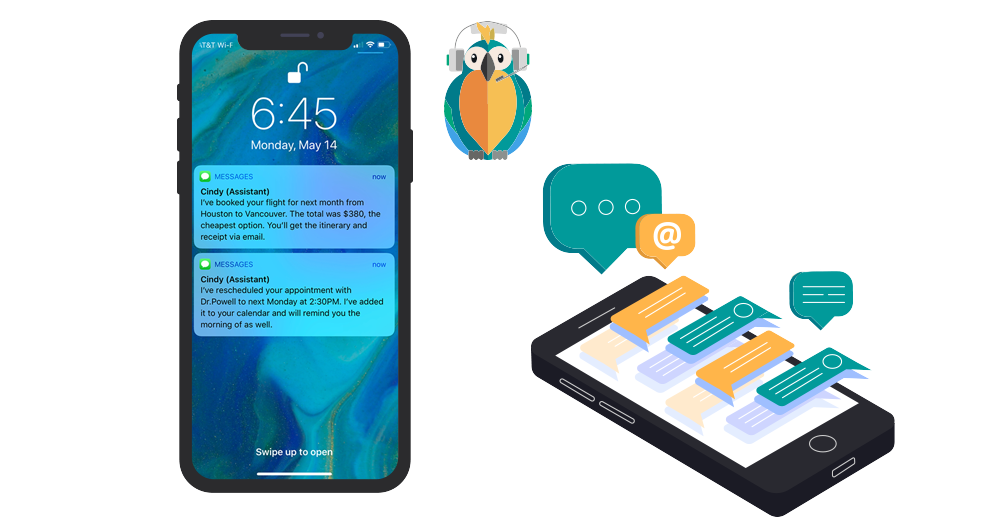 AT&T Wi-F
6:45
Monday, May 14
MESSAGES now
Cindy (Assistant)
I've booked your flight for next month from
Houston to Vancouver. The total was $380, the
cheapest option. You'll get the itinerary and
receipt via email.
MESSAGES now
Cindy (Assistant)
I've rescheduled your appointment with
Dr.Powell to next Monday at 2:30PM. I've added
it to your calendar and will remind you the
morning of as well.
Swipe up to open
@